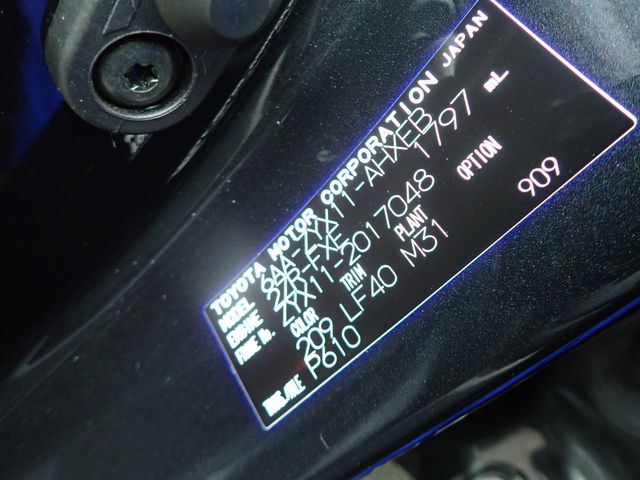 TOYOTA MOTOR CORPORATION JAPAN
MODEL 6AA-ZYX11-AHXEB
ENGINE 2ZR-FXE 1797 mL
FRAME No. ZYX11-2017048
COLOR TRIM PLANT OPTION
209 LF40 M31 909
TRNS/AXLE P610